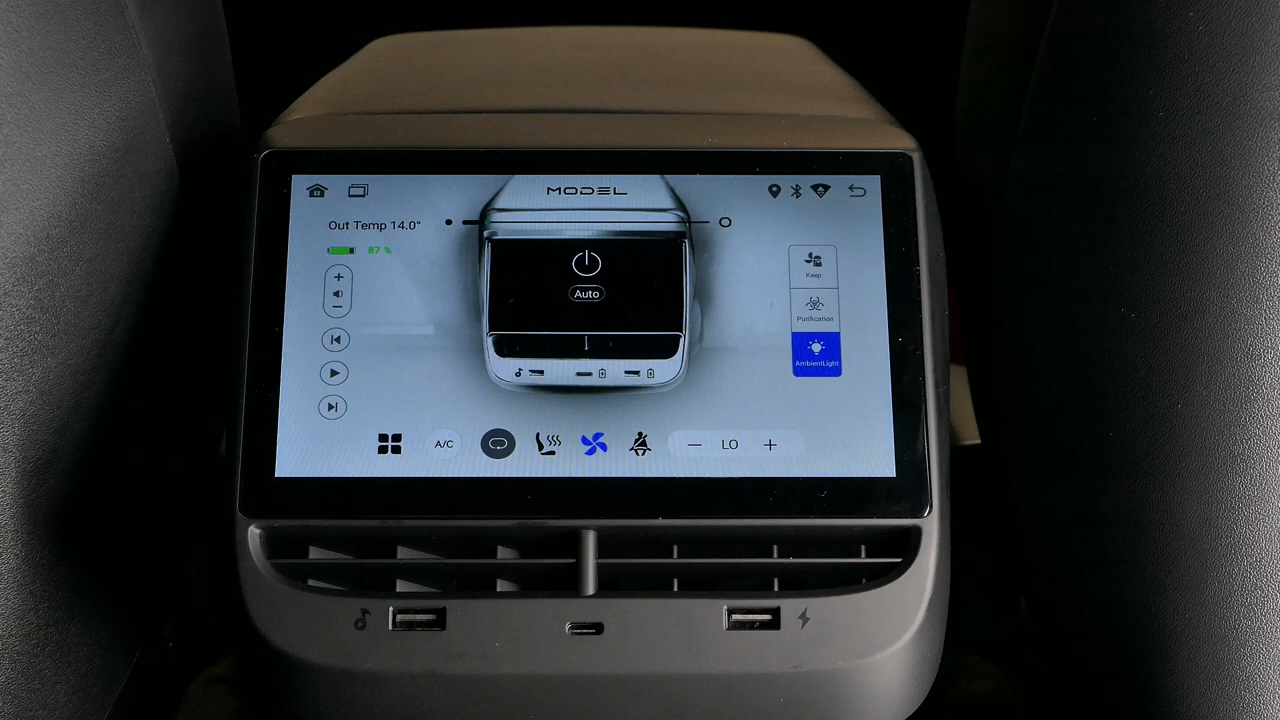 MODEL
Out Temp 14.0°
87 %
Auto
Keep
Purification
AmbientLight
A/C
LO